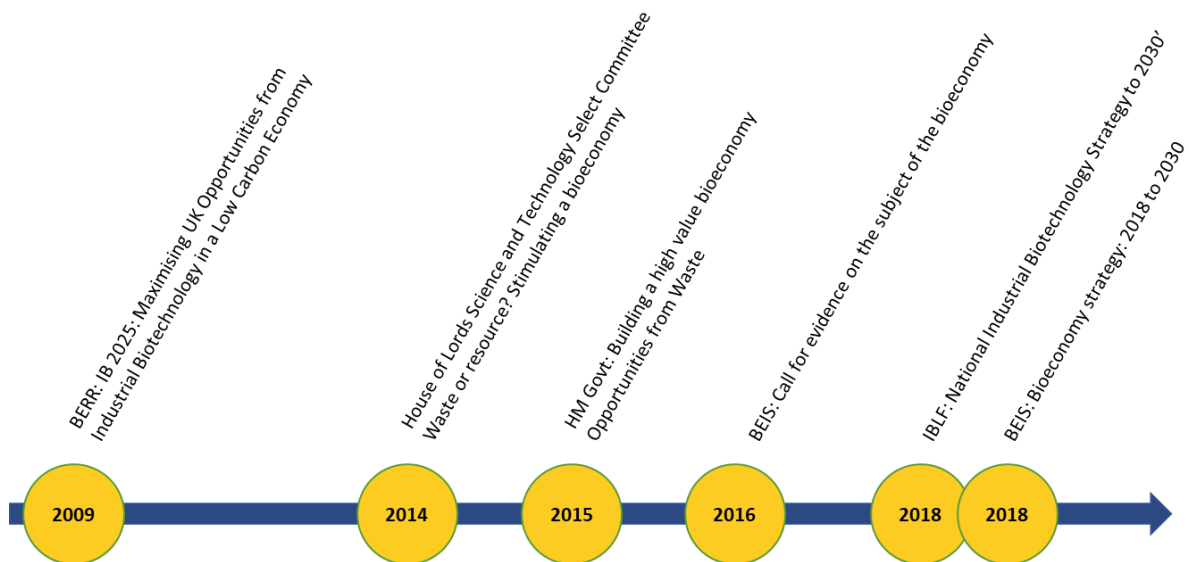 BERR: IB 2025: Maximising UK Opportunities from
Industrial Biotechnology in a Low Carbon Economy
House of Lords Science and Technology Select Committee
Waste or resource? Stimulating a bioeconomy
HM Govt: Building a high value bioeconomy
Opportunities from Waste
BEIS: Call for evidence on the subject of the bioeconomy
IBLF: National Industrial Biotechnology Strategy to 2030’
BEIS: Bioeconomy strategy: 2018 to 2030
2009
2014
2015
2016
2018
2018